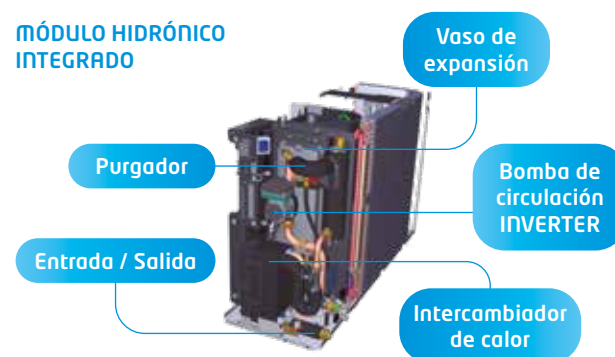 MÓDULO HIDRÓNICO
INTEGRADO
Vaso de
expansión
Purgador
Bomba de
circulación
INVERTER
Entrada / Salida
Intercambiador
de calor